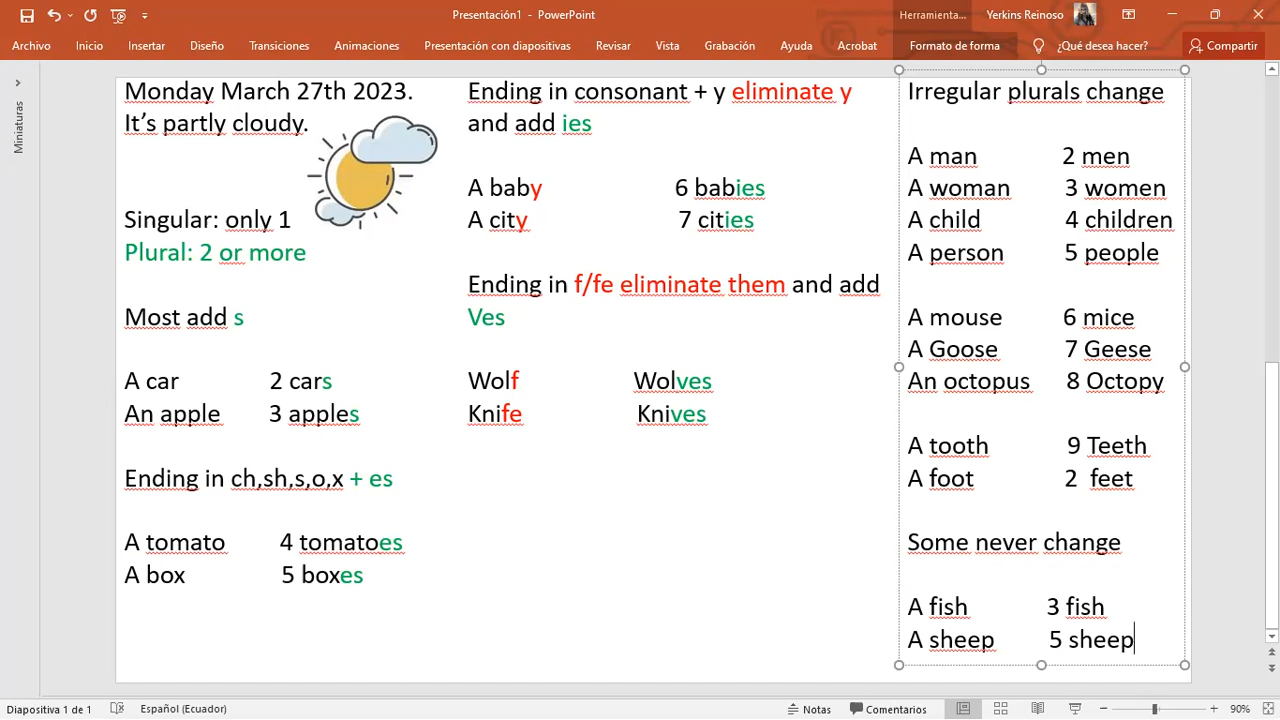 Presentación1 - PowerPoint
Herramienta...
Yerkins Reinoso
Archivo
Inicio
Insertar
Diseño
Transiciones
Animaciones
Presentación con diapositivas
Revisar
Vista
Grabación
Ayuda
Acrobat
Formato de forma
¿Qué desea hacer?
Compartir
Miniaturas
Monday March 27th 2023.
It's partly cloudy.
Singular: only 1
Plural: 2 or more
Most add s
A car 2 cars
An apple 3 apples
Ending in ch,sh,s,o,x + es
A tomato 4 tomatoes
A box 5 boxes
Ending in consonant + y eliminate y
and add ies
A baby 6 babies
A city 7 cities
Ending in f/fe eliminate them and add
Ves
Wolf Wolves
Knife Knives
Irregular plurals change
A man 2 men
A woman 3 women
A child 4 children
A person 5 people
A mouse 6 mice
A Goose 7 Geese
An octopus 8 Octopy
A tooth 9 Teeth
A foot 2 feet
Some never change
A fish 3 fish
A sheep 5 sheep
Diapositiva 1 de 1
Español (Ecuador)
Notas
Comentarios
90%